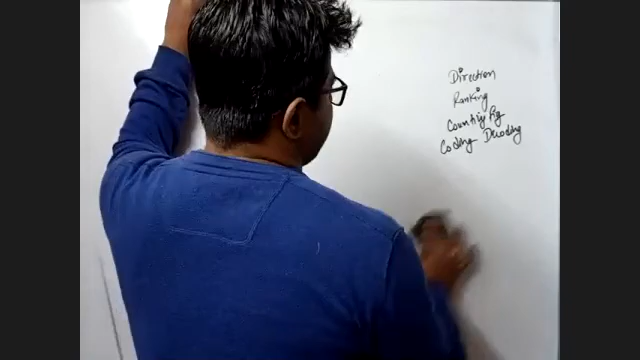 Direction
Ranking
Counting Fig
Coding Decoding